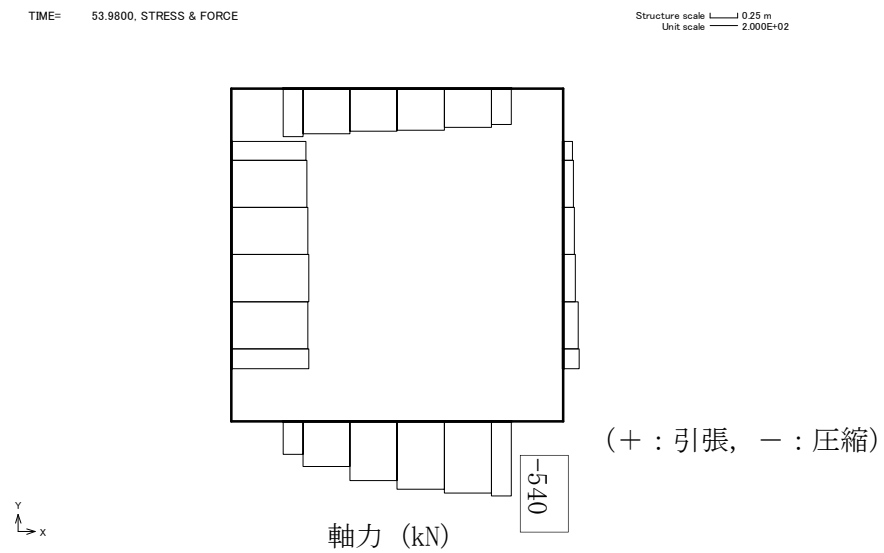 TIME= 53.9800, STRESS & FORCE
Structure scale 0.25 m
Unit scale 2.000E+02
(＋：引張, －：圧縮)
-540
Y
X
軸力 (kN)